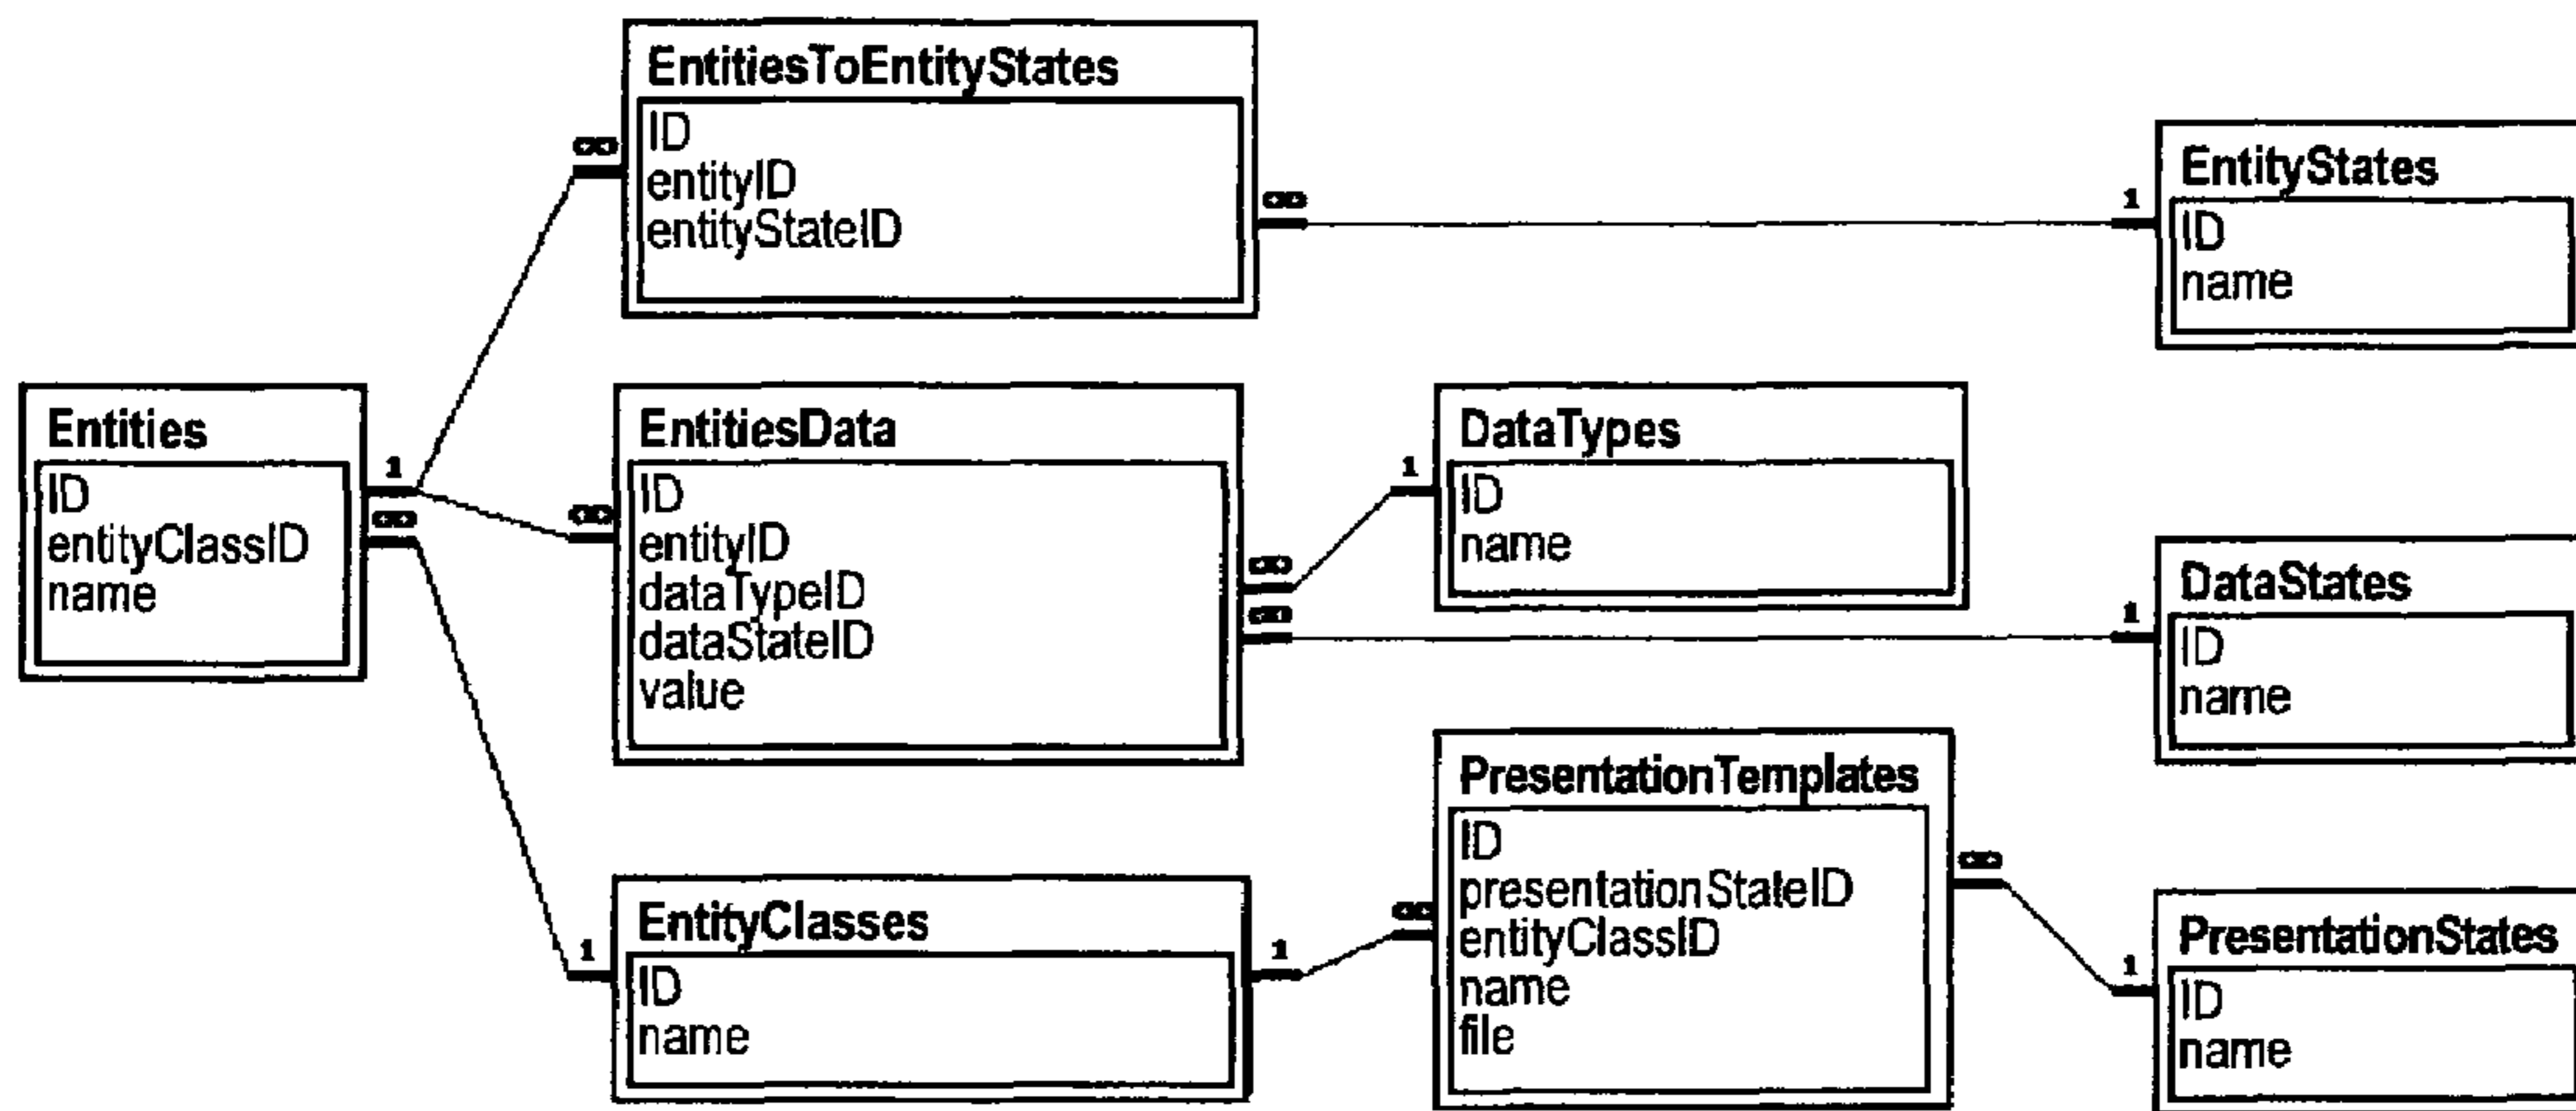 EntitiesToEntityStates
ID
entityID
entityStateID
∞
∞
1
EntityStates
ID
name
Entities
ID
entityClassID
name
1
∞
EntitiesData
ID
entityID
dataTypeID
dataStateID
value
∞
∞
∞
DataTypes
ID
name
1
DataStates
ID
name
1
EntityClasses
ID
name
1
1
PresentationTemplates
ID
presentationStateID
entityClassID
name
file
∞
∞
PresentationStates
ID
name
1